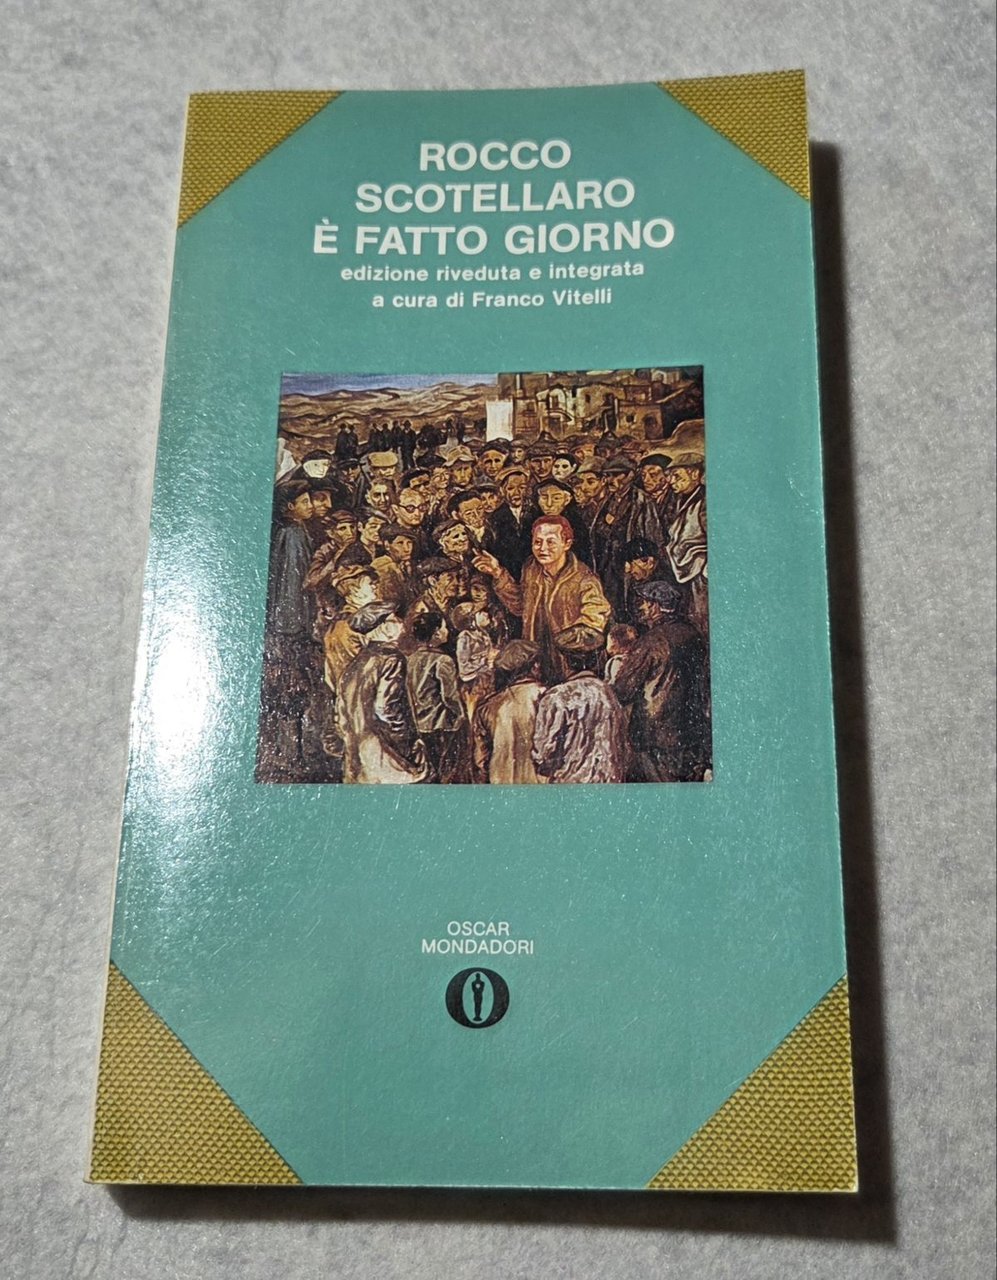 ROCCO
SCOTELLARO
È FATTO GIORNO
edizione riveduta e integrata
a cura di Franco Vitelli
OSCAR
MONDADORI